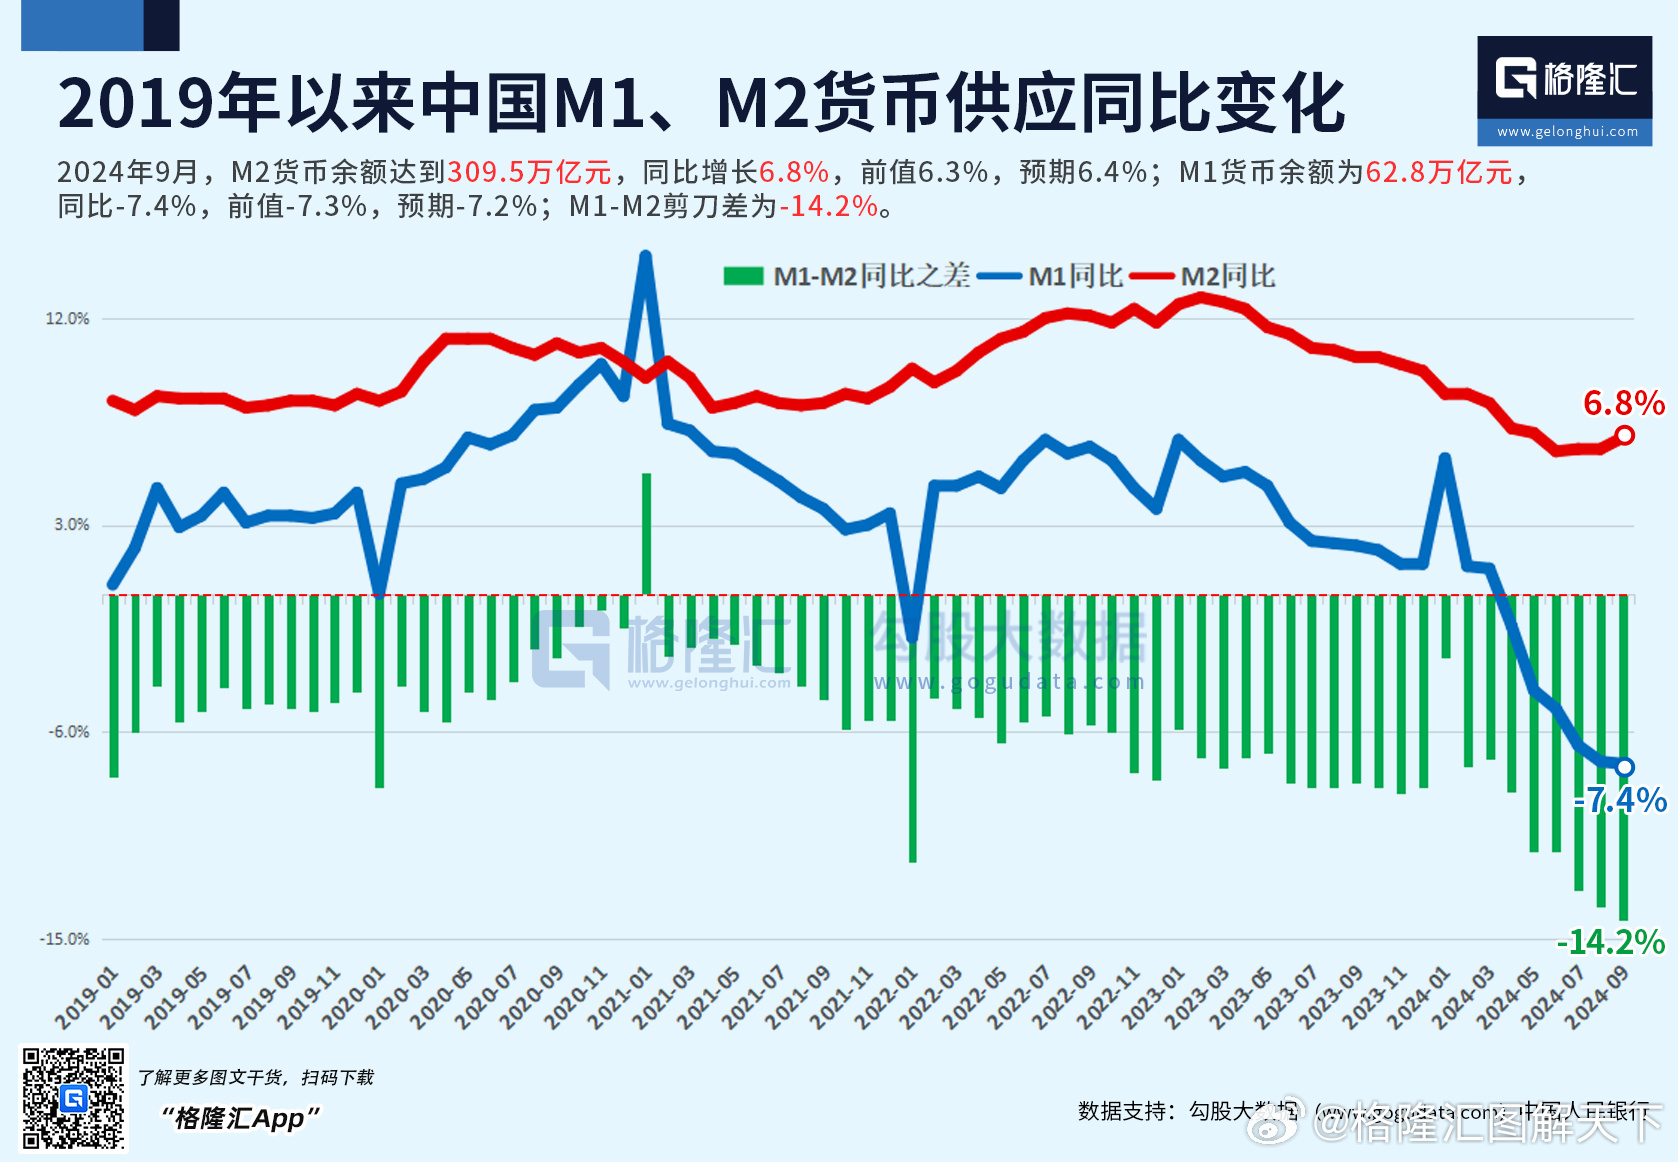 格隆汇
www.gelonghui.com
2019年以来中国M1、M2货币供应同比变化
2024年9月，M2货币余额达到309.5万亿元，同比增长6.8%，前值6.3%，预期6.4%；M1货币余额为62.8万亿元，
同比-7.4%，前值-7.3%，预期-7.2%；M1-M2剪刀差为-14.2%。
M1-M2同比之差 M1同比 M2同比
12.0%
6.8%
3.0%
格隆汇 勾股大数据
www.gelonghui.com www.gogudata.com
-6.0%
-7.4%
-15.0%
-14.2%
2019-01 2019-03 2019-05 2019-07 2019-09 2019-11 2020-01 2020-03 2020-05 2020-07 2020-09 2020-11 2021-01 2021-03 2021-05 2021-07 2021-09 2021-11 2022-01 2022-03 2022-05 2022-07 2022-09 2022-11 2023-01 2023-03 2023-05 2023-07 2023-09 2023-11 2024-01 2024-03 2024-05 2024-07 2024-09
了解更多图文干货，扫码下载
“格隆汇App”
数据支持：勾股大数据（www.gogudata.com）中国人民银行
@格隆汇图解天下